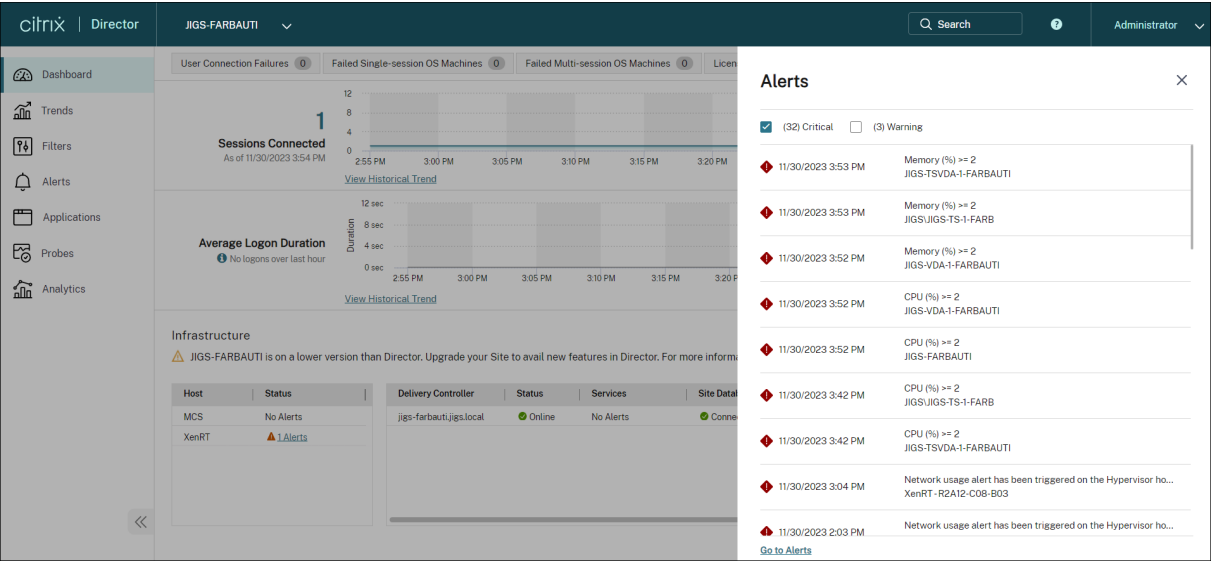 citrix | Director
JIGS-FARBAUTI
Search
?
Administrator
Dashboard
Trends
Filters
Alerts
Applications
Probes
Analytics
User Connection Failures 0
Failed Single-session OS Machines 0
Failed Multi-session OS Machines 0
Licen
1
Sessions Connected
As of 11/30/2023 3:54 PM
12
8
4
0
2:55 PM 3:00 PM 3:05 PM 3:10 PM 3:15 PM 3:20 PM
View Historical Trend
Average Logon Duration
No logons over last hour
Duration
12 sec
8 sec
4 sec
0 sec
2:55 PM 3:00 PM 3:05 PM 3:10 PM 3:15 PM 3:20 P
View Historical Trend
Infrastructure
JIGS-FARBAUTI is on a lower version than Director. Upgrade your Site to avail new features in Director. For more informa
Host Status
MCS No Alerts
XenRT 1 Alerts
Delivery Controller Status Services Site Datab
jigs-farbauti.jigs.local Online No Alerts Conne
Alerts
(32) Critical (3) Warning
11/30/2023 3:53 PM Memory (%) >= 2
JIGS-TSVDA-1-FARBAUTI
11/30/2023 3:53 PM Memory (%) >= 2
JIGS\JIGS-TS-1-FARB
11/30/2023 3:52 PM Memory (%) >= 2
JIGS-VDA-1-FARBAUTI
11/30/2023 3:52 PM CPU (%) >= 2
JIGS-VDA-1-FARBAUTI
11/30/2023 3:52 PM CPU (%) >= 2
JIGS-FARBAUTI
11/30/2023 3:42 PM CPU (%) >= 2
JIGS\JIGS-TS-1-FARB
11/30/2023 3:42 PM CPU (%) >= 2
JIGS-TSVDA-1-FARBAUTI
11/30/2023 3:04 PM Network usage alert has been triggered on the Hypervisor ho...
XenRT - R2A12-C08-B03
11/30/2023 2:03 PM Network usage alert has been triggered on the Hypervisor ho...
Go to Alerts